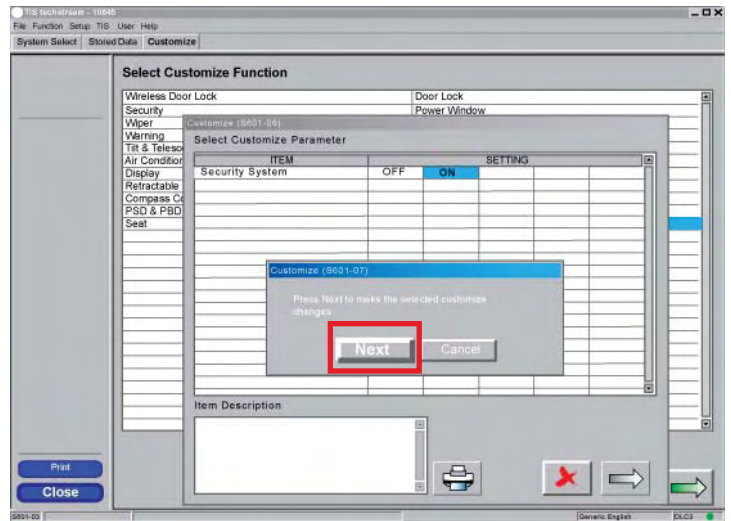 TIS techstream - 10845
File Function Setup TIS User Help
System Select Stored Data Customize
Select Customize Function
Wireless Door Lock Door Lock
Security Power Window
Wiper
Customize (S601-06)
Warning
Select Customize Parameter
Tilt & Telesco
Air Condition
ITEM SETTING
Display
Security System OFF ON
Retractable
Compass Co
PSD & PBD
Seat
Customize (S601-07)
Press Next to make the selected customize
changes
Next Cancel
Item Description
Print
Close
S601-03 Generic English DLC3